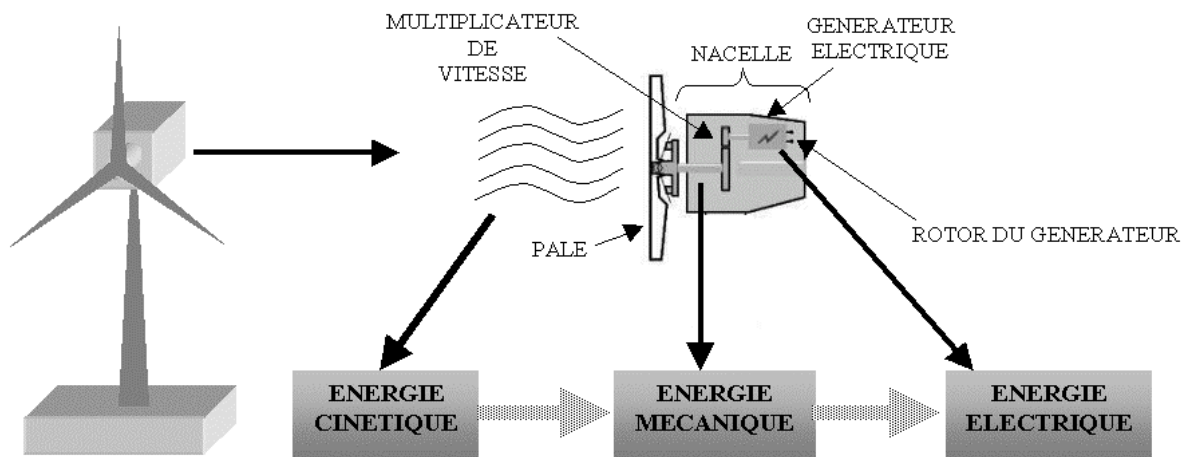 MULTIPLICATEUR
DE
VITESSE
NACELLE
GENERATEUR
ELECTRIQUE
PALE
ROTOR DU GENERATEUR
ENERGIE
CINETIQUE
ENERGIE
MECANIQUE
ENERGIE
ELECTRIQUE